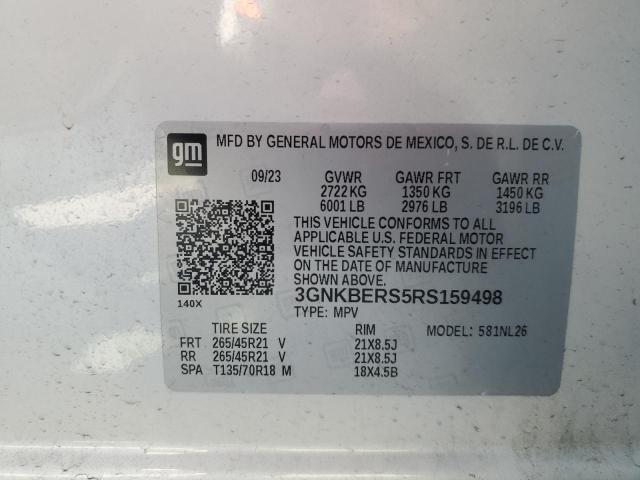 gm
MFD BY GENERAL MOTORS DE MEXICO, S. DE R.L. DE C.V.
09/23 GVWR GAWR FRT GAWR RR
2722 KG 1350 KG 1450 KG
6001 LB 2976 LB 3196 LB
THIS VEHICLE CONFORMS TO ALL
APPLICABLE U.S. FEDERAL MOTOR
VEHICLE SAFETY STANDARDS IN EFFECT
ON THE DATE OF MANUFACTURE
SHOWN ABOVE.
140X 3GNKBERS5RS159498
TYPE: MPV
TIRE SIZE RIM MODEL: 581NL26
FRT 265/45R21 V 21X8.5J
RR 265/45R21 V 21X8.5J
SPA T135/70R18 M 18X4.5B